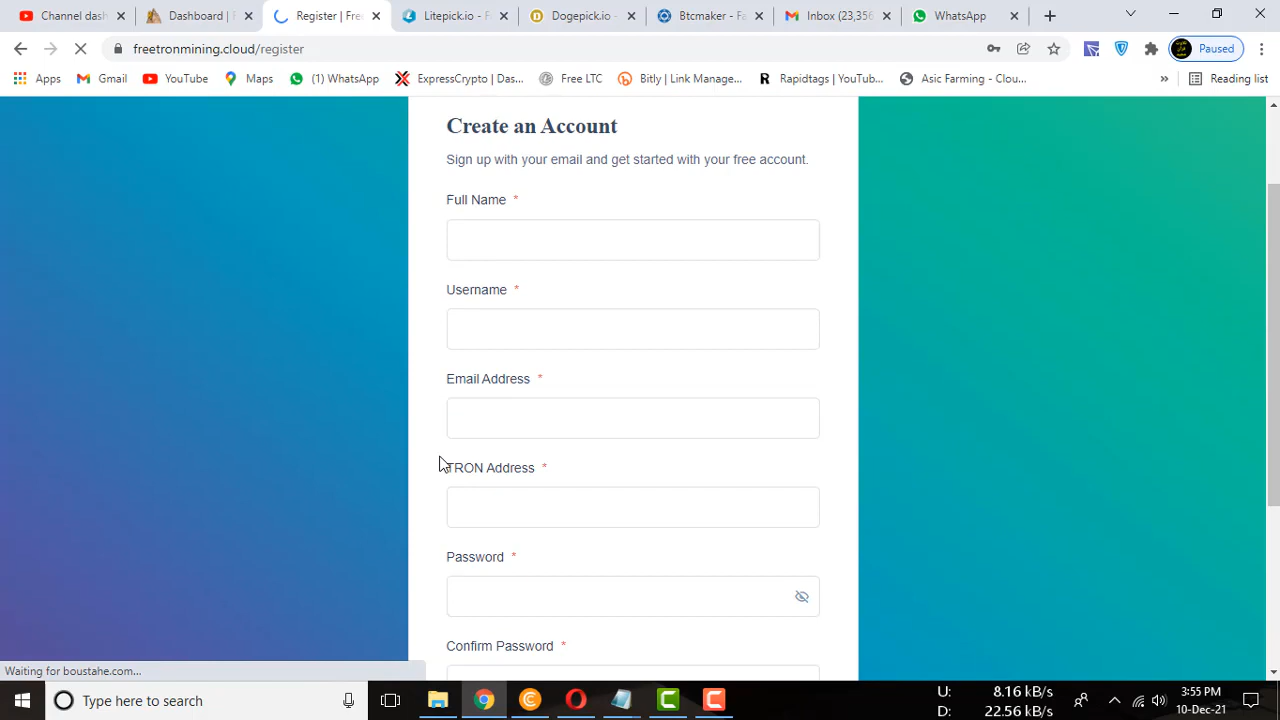 Channel dash
Dashboard | F
Register | Free
Litepick.io - F
Dogepick.io -
Btcmaker - Fa
Inbox (23,356
WhatsApp
freetronmining.cloud/register
Paused
Apps
Gmail
YouTube
Maps
(1) WhatsApp
ExpressCrypto | Das...
Free LTC
Bitly | Link Manage...
Rapidtags | YouTub...
Asic Farming - Clou...
»
Reading list
Create an Account
Sign up with your email and get started with your free account.
Full Name *
Username *
Email Address *
TRON Address *
Password *
Confirm Password *
Waiting for boustahe.com...
Type here to search
U: 8.16 kB/s
D: 22.56 kB/s
3:55 PM
10-Dec-21